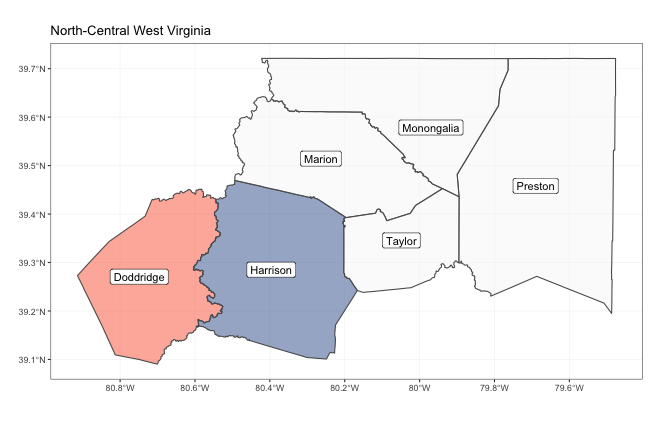 North-Central West Virginia
39.7°N
39.6°N
Monongalia
Marion
39.5°N
Preston
39.4°N
Taylor
39.3°N
Doddridge
Harrison
39.2°N
39.1°N
80.8°W 80.6°W 80.4°W 80.2°W 80°W 79.8°W 79.6°W